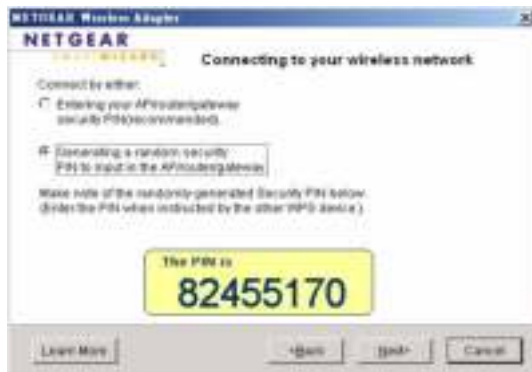 NETGEAR Wireless Adapter
NETGEAR
Connecting to your wireless network
Connect by either:
Entering your AP/router/gateway
security PIN(recommended).
Generating a random security
PIN to input in the AP/router/gateway
Make note of the randomly-generated Security PIN below.
(Enter the PIN when instructed by the other WPS device.)
The PIN is
82455170
Learn More
<Back
Next>
Cancel